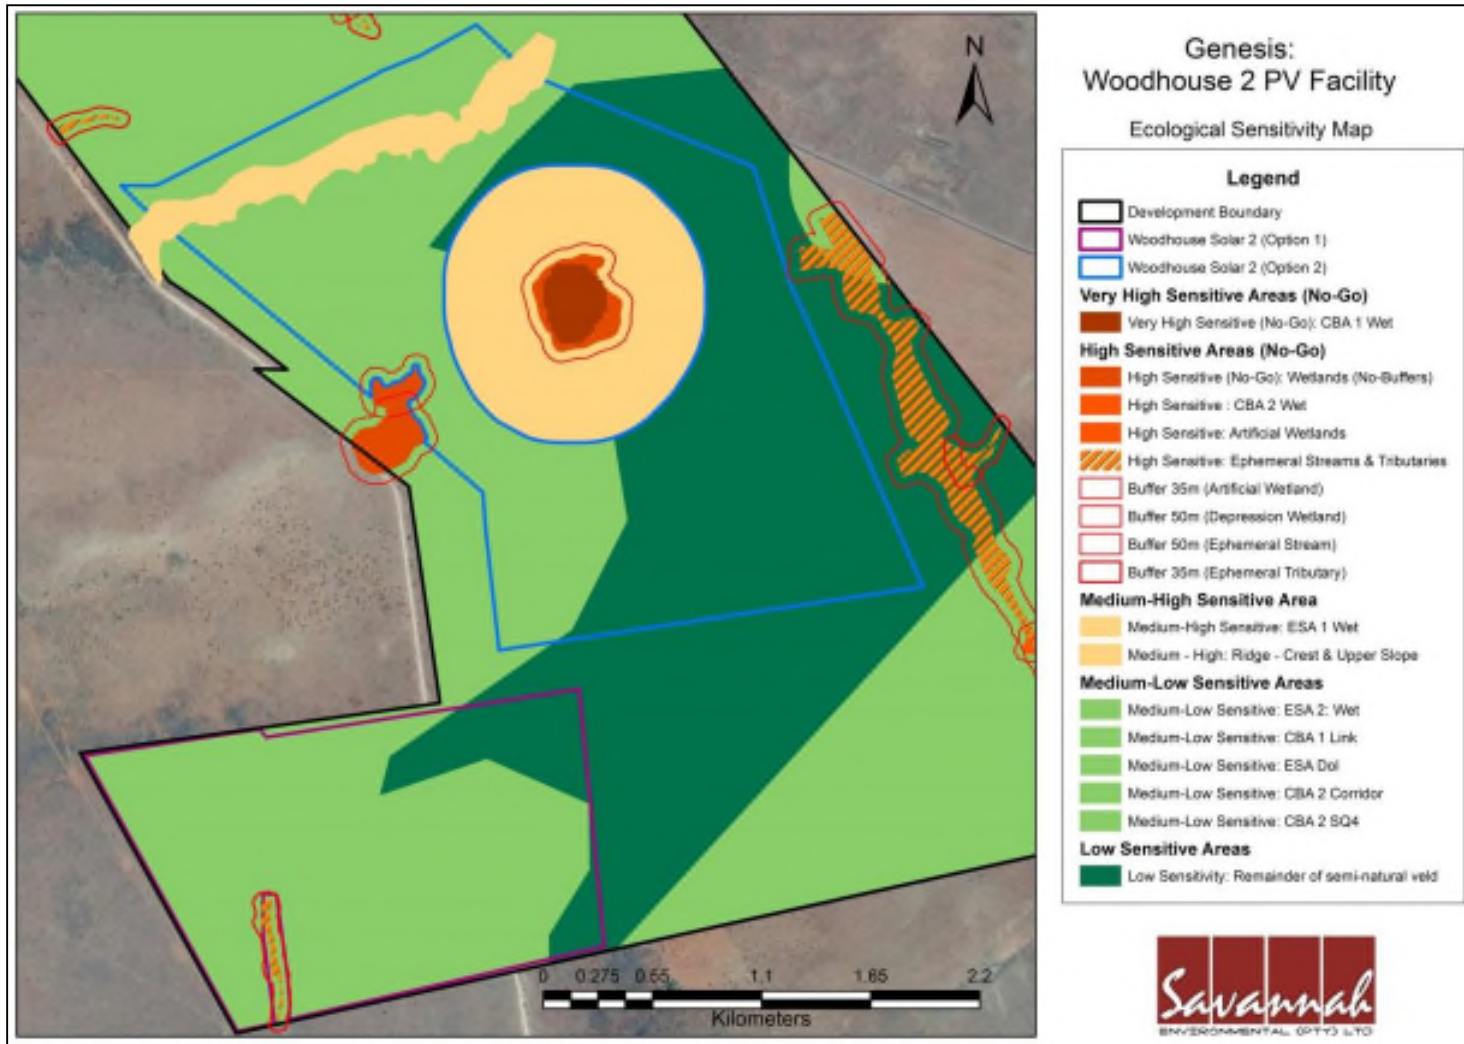 N
0 0.275 0.55 1.1 1.65 2.2
Kilometers
Genesis:
Woodhouse 2 PV Facility
Ecological Sensitivity Map
Legend
Development Boundary
Woodhouse Solar 2 (Option 1)
Woodhouse Solar 2 (Option 2)
Very High Sensitive Areas (No-Go)
Very High Sensitive (No-Go): CBA 1 Wet
High Sensitive Areas (No-Go)
High Sensitive (No-Go): Wetlands (No-Buffers)
High Sensitive : CBA 2 Wet
High Sensitive: Artificial Wetlands
High Sensitive: Ephemeral Streams & Tributaries
Buffer 35m (Artificial Wetland)
Buffer 50m (Depression Wetland)
Buffer 50m (Ephemeral Stream)
Buffer 35m (Ephemeral Tributary)
Medium-High Sensitive Area
Medium-High Sensitive: ESA 1 Wet
Medium - High: Ridge - Crest & Upper Slope
Medium-Low Sensitive Areas
Medium-Low Sensitive: ESA 2: Wet
Medium-Low Sensitive: CBA 1 Link
Medium-Low Sensitive: ESA Dol
Medium-Low Sensitive: CBA 2 Corridor
Medium-Low Sensitive: CBA 2 SQ4
Low Sensitive Areas
Low Sensitivity: Remainder of semi-natural veld
Savannah
ENVIRONMENTAL (PTY) LTD